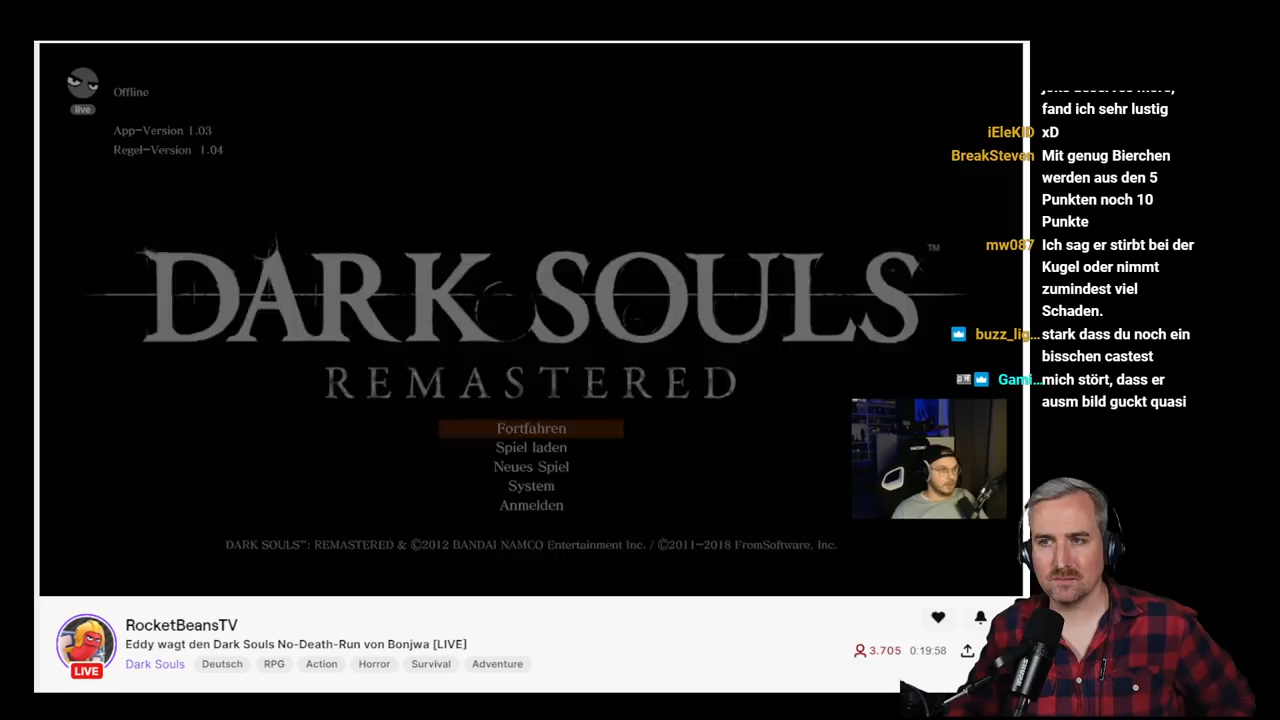 Offline
live
App-Version 1.03
Regel-Version 1.04
DARK SOULS™
REMASTERED
Fortfahren
Spiel laden
Neues Spiel
System
Anmelden
DARK SOULS™: REMASTERED & ©2012 BANDAI NAMCO Entertainment Inc. / ©2011-2018 FromSoftware, Inc.
RocketBeansTV
Eddy wagt den Dark Souls No-Death-Run von Bonjwa [LIVE]
LIVE
Dark Souls Deutsch RPG Action Horror Survival Adventure
3.705 0:19:58
fand ich sehr lustig
iEleKID xD
BreakSteven Mit genug Bierchen
werden aus den 5
Punkten noch 10
Punkte
mw087 Ich sag er stirbt bei der
Kugel oder nimmt
zumindest viel
Schaden.
buzz_lig... stark dass du noch ein
bisschen castest
Gami... mich stört, dass er
ausm bild guckt quasi